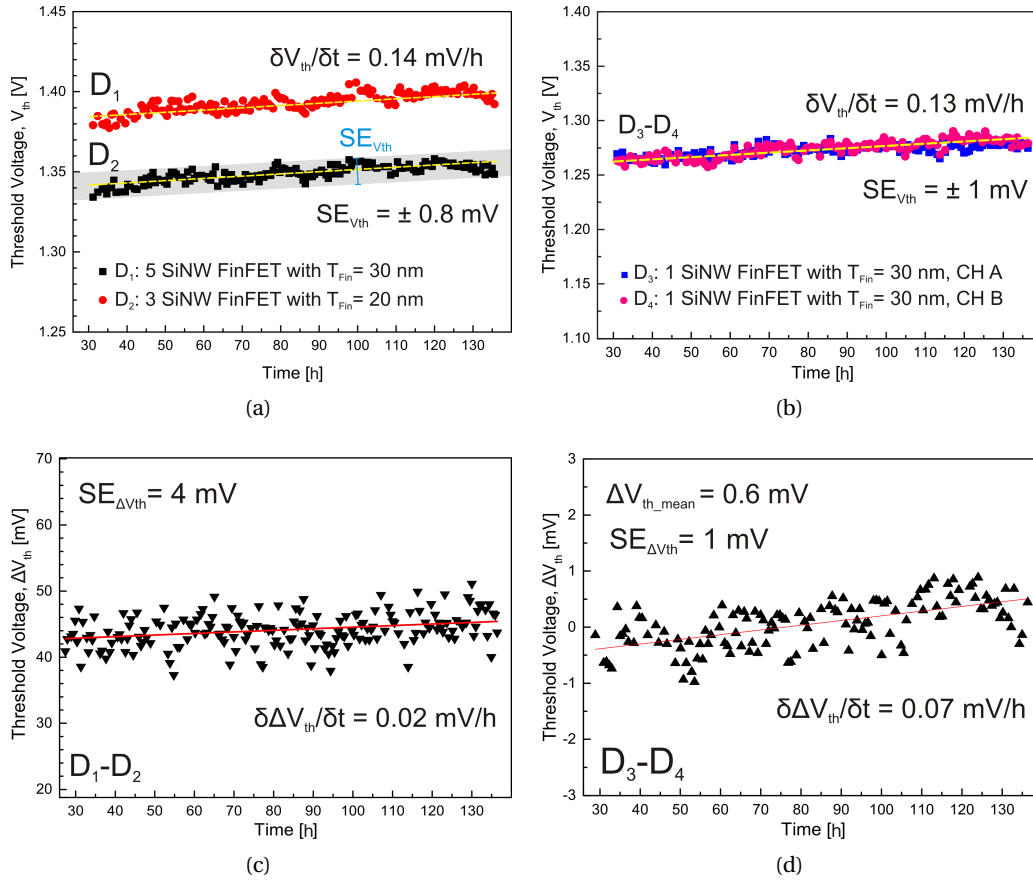 1.45
1.40
1.35
1.30
1.25
Threshold Voltage, V_th [V]
δV_th/δt = 0.14 mV/h
D_1
D_2
SE_Vth
SE_Vth = ± 0.8 mV
D_1: 5 SiNW FinFET with T_Fin = 30 nm
D_2: 3 SiNW FinFET with T_Fin = 20 nm
30 40 50 60 70 80 90 100 110 120 130
Time [h]
(a)
1.40
1.35
1.30
1.25
1.20
1.15
1.10
Threshold Voltage, V_th [V]
δV_th/δt = 0.13 mV/h
D_3-D_4
SE_Vth = ± 1 mV
D_3: 1 SiNW FinFET with T_Fin = 30 nm, CH A
D_4: 1 SiNW FinFET with T_Fin = 30 nm, CH B
30 40 50 60 70 80 90 100 110 120 130
Time [h]
(b)
70
60
50
40
30
20
Threshold Voltage, ΔV_th [mV]
SE_ΔVth = 4 mV
δΔV_th/δt = 0.02 mV/h
D_1-D_2
30 40 50 60 70 80 90 100 110 120 130
Time [h]
(c)
3
2
1
0
-1
-2
-3
Threshold Voltage, ΔV_th [mV]
ΔV_th_mean = 0.6 mV
SE_ΔVth = 1 mV
δΔV_th/δt = 0.07 mV/h
D_3-D_4
30 40 50 60 70 80 90 100 110 120 130
Time [h]
(d)